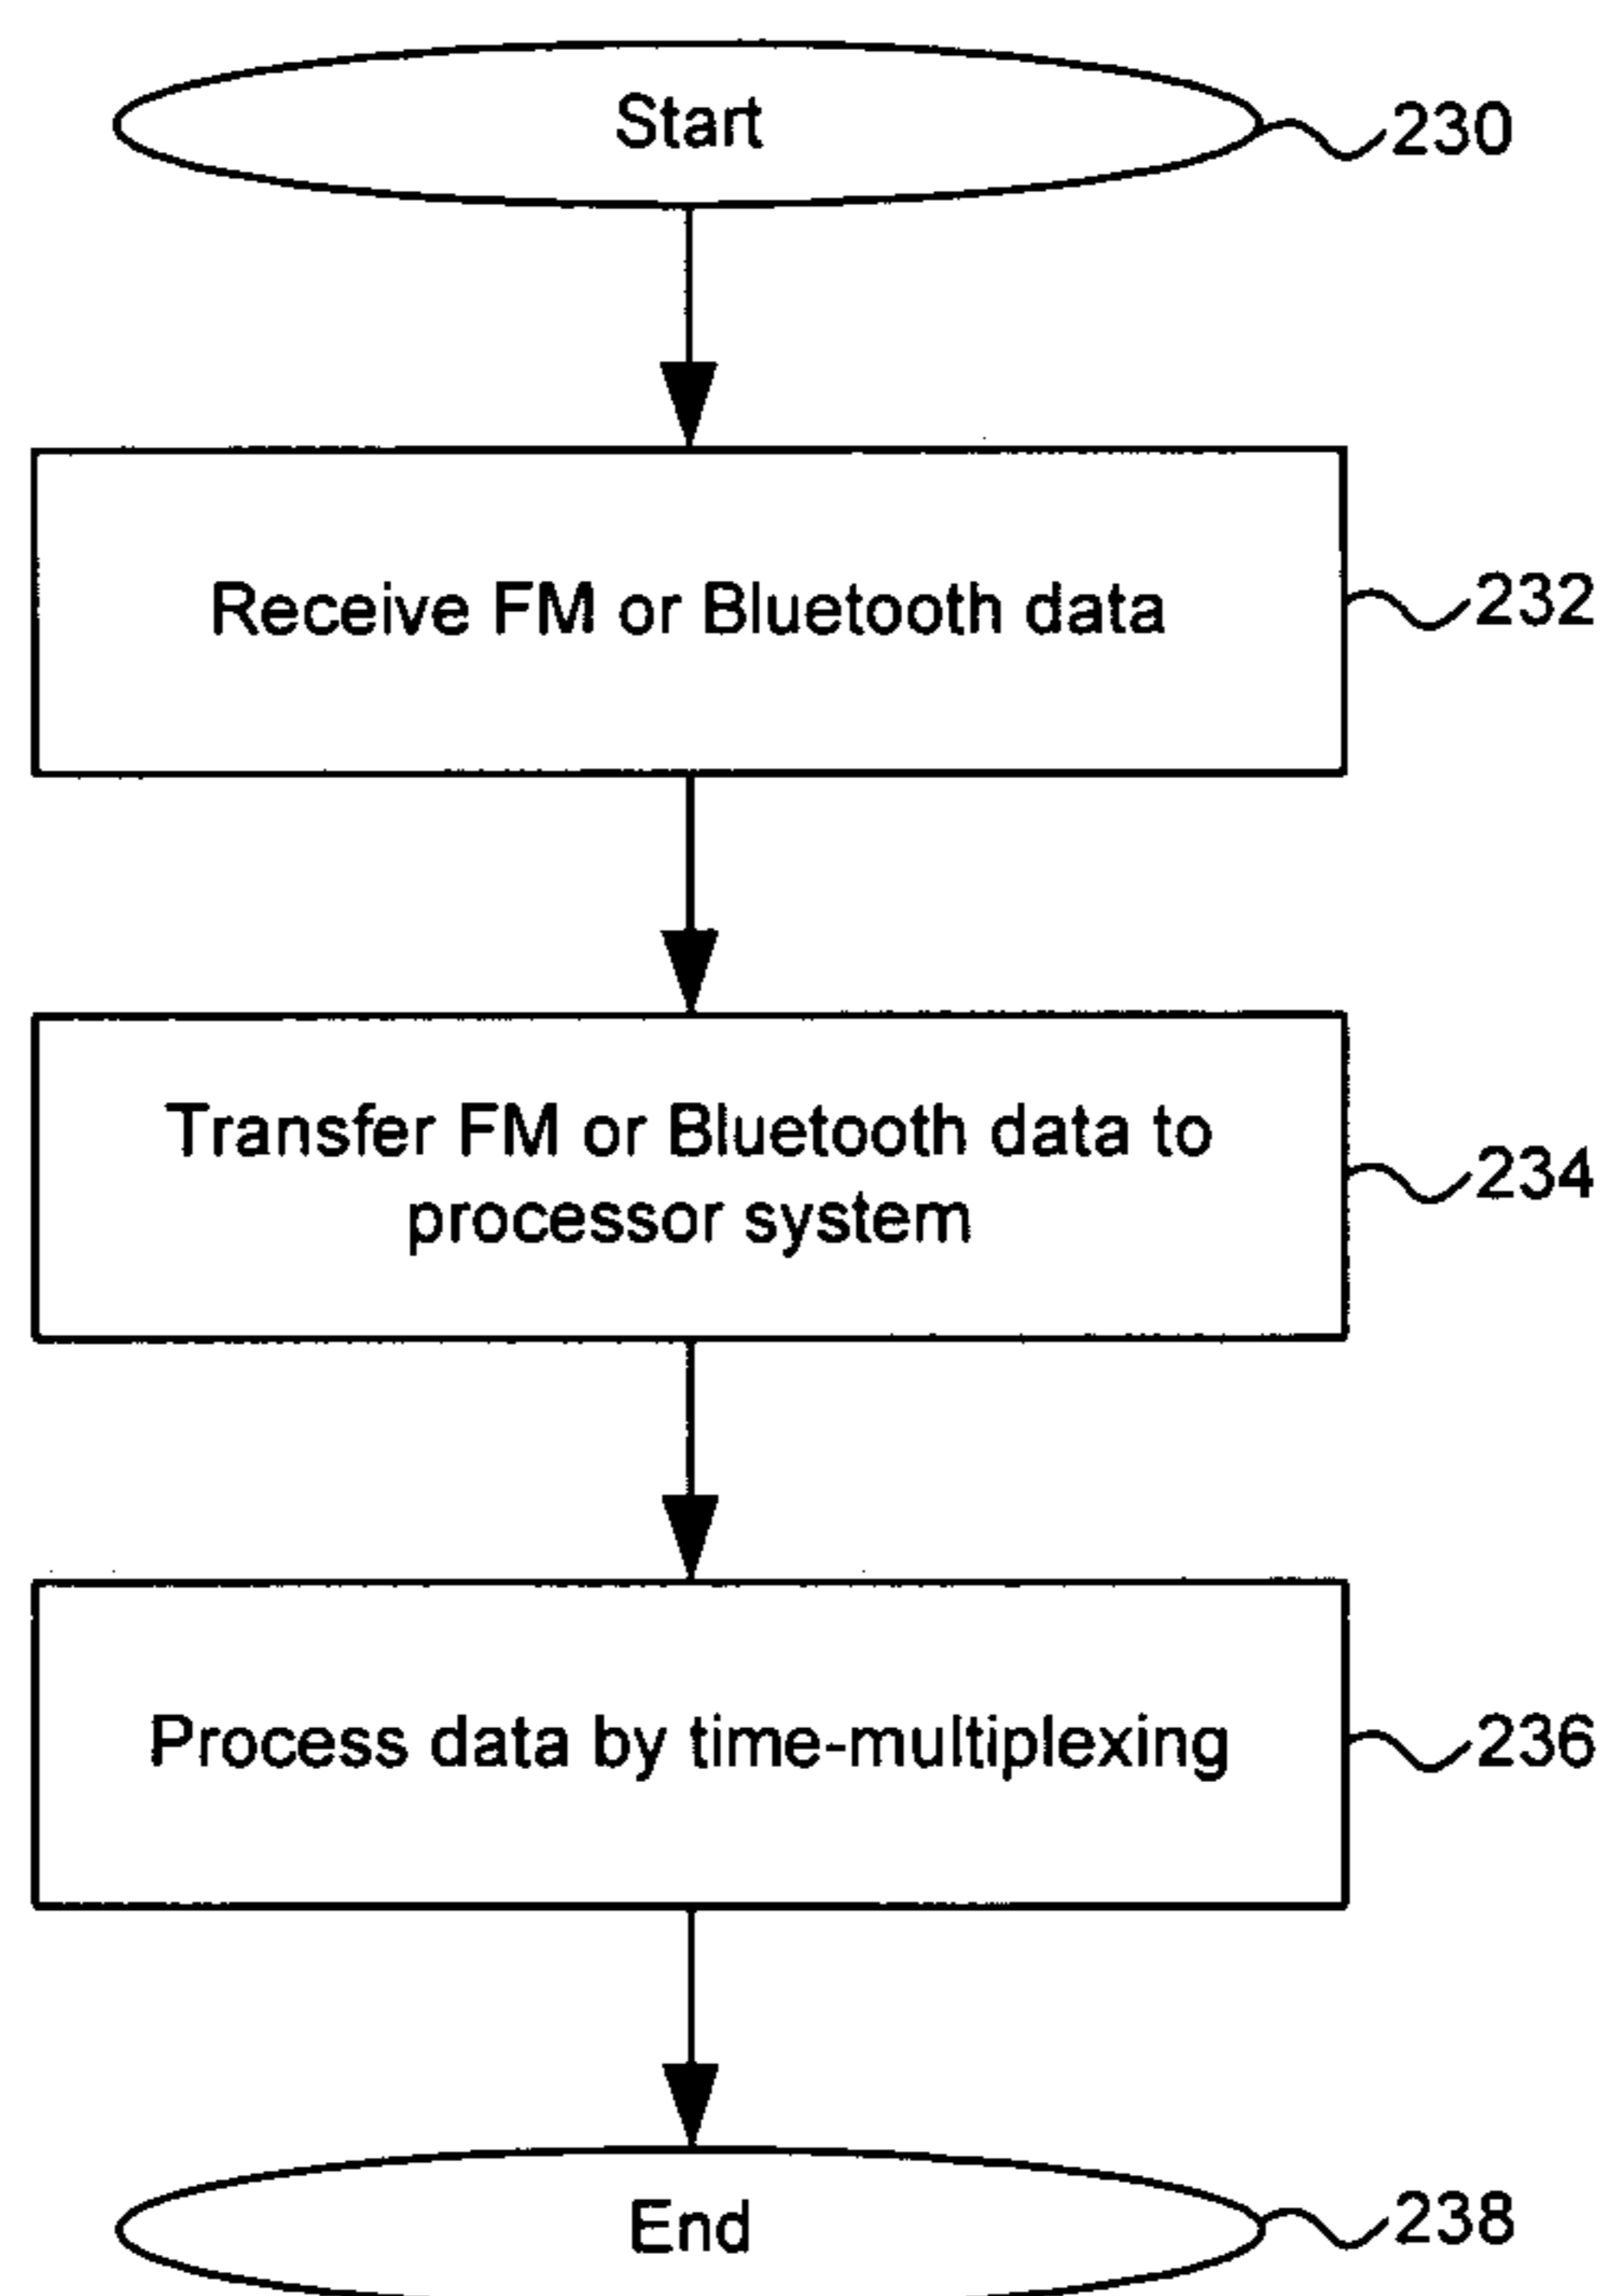 Start
230
Receive FM or Bluetooth data
232
Transfer FM or Bluetooth data to
processor system
234
Process data by time-multiplexing
236
End
238